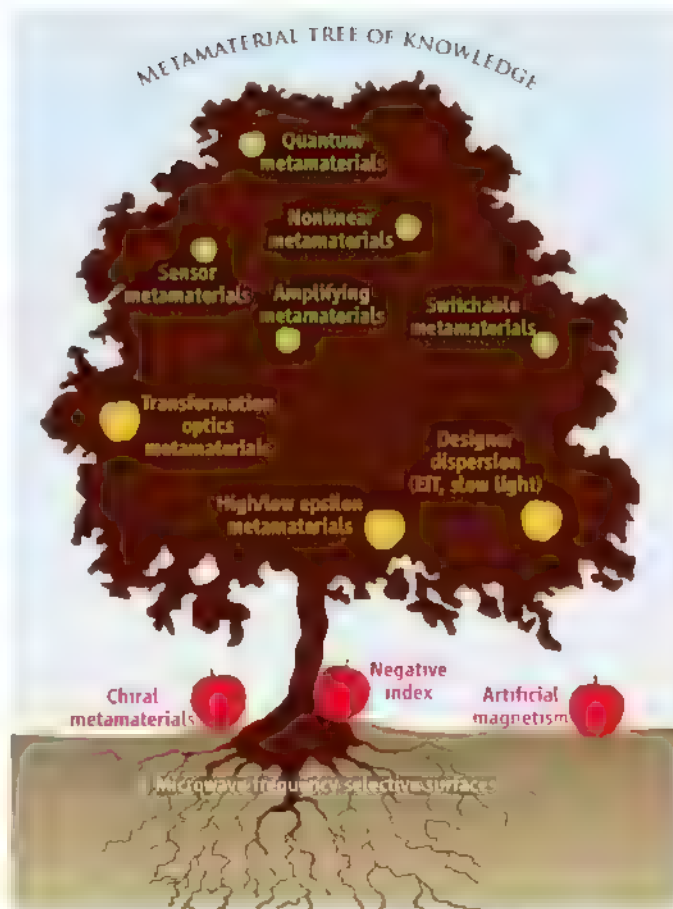 METAMATERIAL TREE OF KNOWLEDGE
Quantum
metamaterials
Nonlinear
metamaterials
Sensor
metamaterials
Amplifying
metamaterials
Switchable
metamaterials
Transformation
optics
metamaterials
Designer
dispersion
(EIT, slow light)
High/low epsilon
metamaterials
Chiral
metamaterials
Negative
index
Artificial
magnetism
Microwave frequency selective surfaces